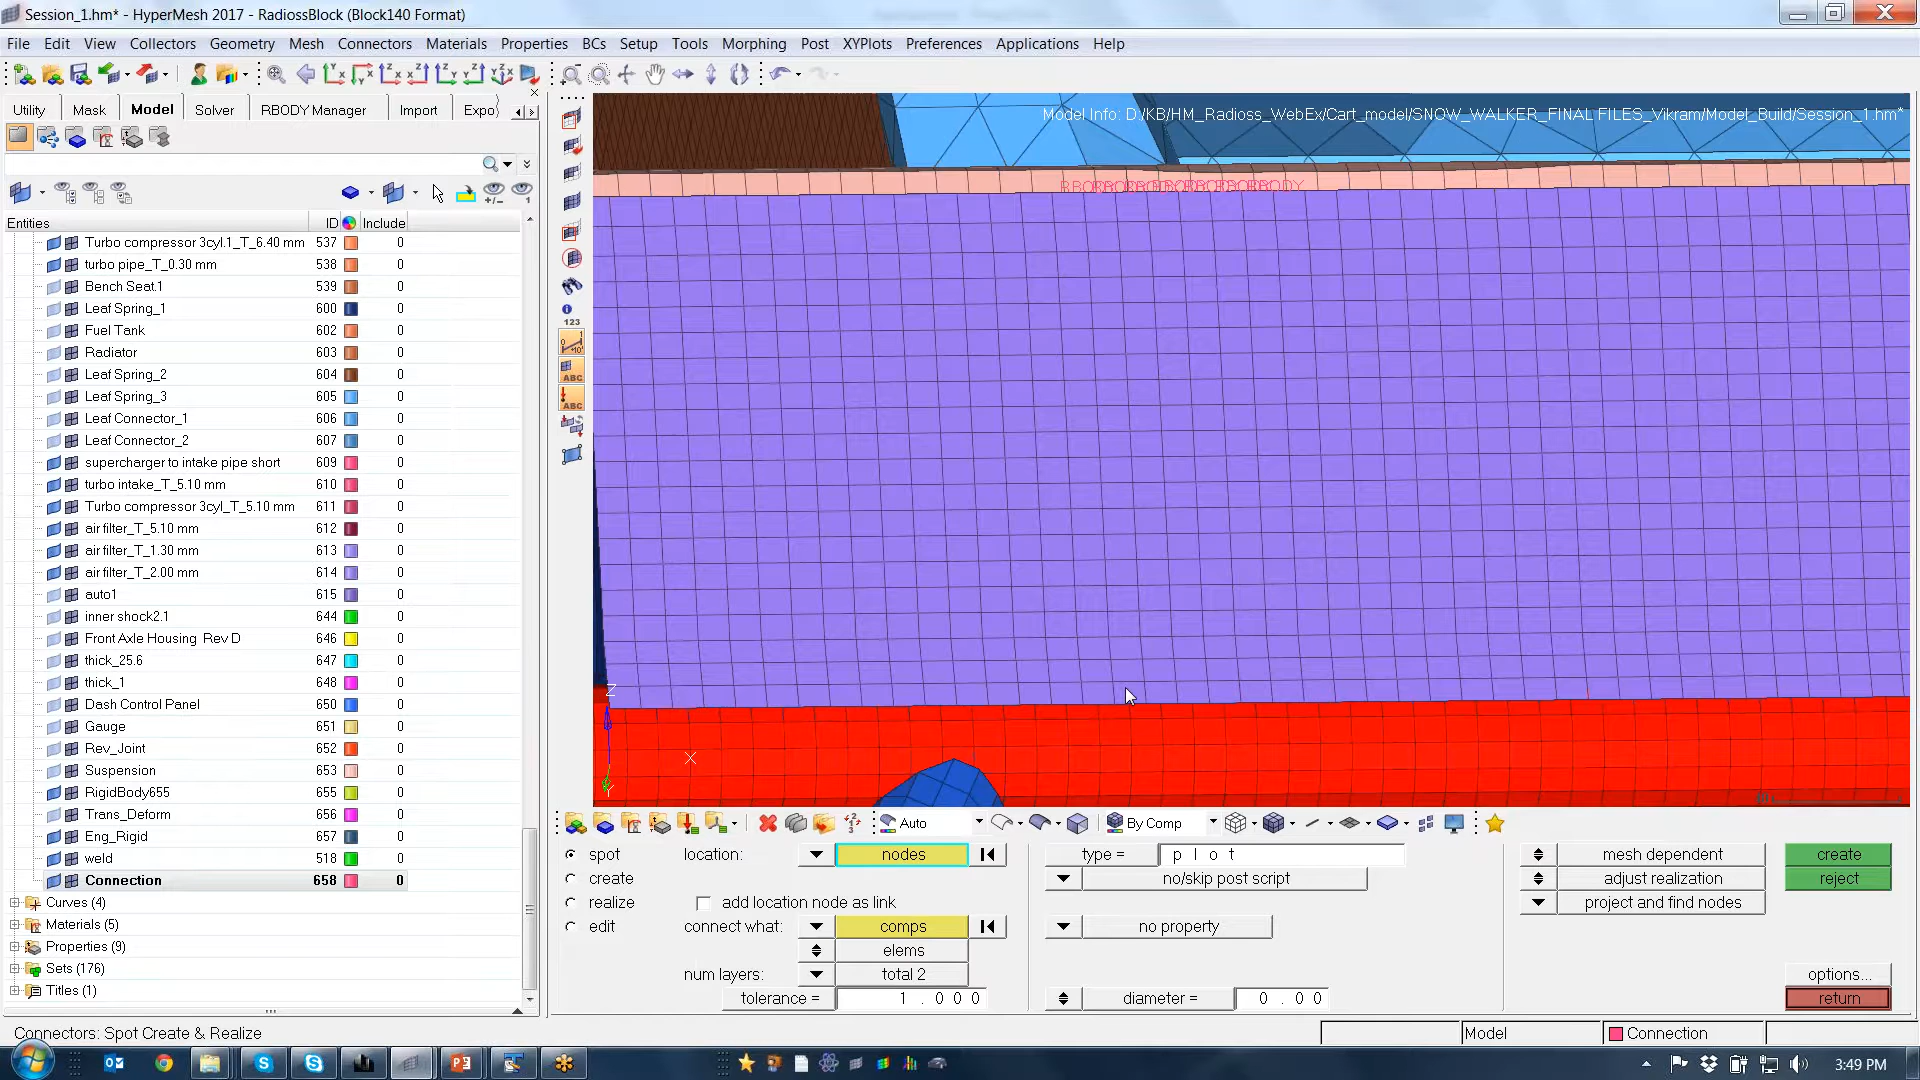 Session_1.hm* - HyperMesh 2017 - RadiossBlock (Block140 Format)
File Edit View Collectors Geometry Mesh Connectors Materials Properties BCs Setup Tools Morphing Post XYPlots Preferences Applications Help
Utility Mask Model Solver RBODY Manager Import Expo
Model Info: D:/KB/HM_Radioss_WebEx/Cart_model/SNOW_WALKER_FINAL FILES_Vikram/Model_Build/Session_1.hm*
Entities ID Include
Turbo compressor 3cyl.1_T_6.40 mm 537 0
turbo pipe_T_0.30 mm 538 0
Bench Seat.1 539 0
Leaf Spring_1 600 0
Fuel Tank 602 0
Radiator 603 0
Leaf Spring_2 604 0
Leaf Spring_3 605 0
Leaf Connector_1 606 0
Leaf Connector_2 607 0
supercharger to intake pipe short 609 0
turbo intake_T_5.10 mm 610 0
Turbo compressor 3cyl_T_5.10 mm 611 0
air filter_T_5.10 mm 612 0
air filter_T_1.30 mm 613 0
air filter_T_2.00 mm 614 0
auto1 615 0
inner shock2.1 644 0
Front Axle Housing Rev D 646 0
thick_25.6 647 0
thick_1 648 0
Dash Control Panel 650 0
Gauge 651 0
Rev_Joint 652 0
Suspension 653 0
RigidBody655 655 0
Trans_Deform 656 0
Eng_Rigid 657 0
weld 518 0
Connection 658 0
Curves (4)
Materials (5)
Properties (9)
Sets (176)
Titles (1)
123
ABC
ABC
Z
X
Y
Auto By Comp
spot location: nodes type = plot mesh dependent create
create no/skip post script adjust realization reject
realize add location node as link project and find nodes
edit connect what: comps no property
elems
num layers: total 2 options...
tolerance = 1.000 diameter = 0.00 return
Connectors: Spot Create & Realize Model Connection
3:49 PM